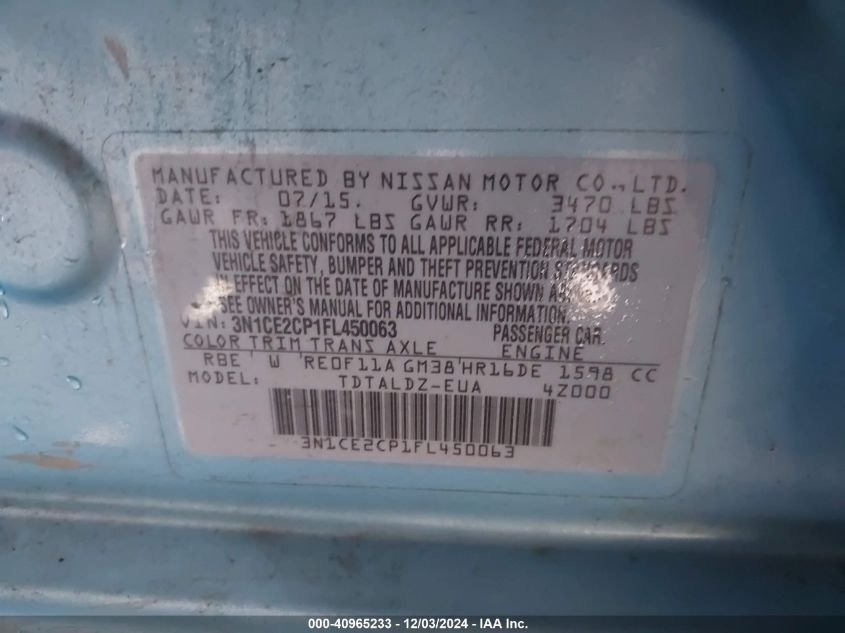 MANUFACTURED BY NISSAN MOTOR CO., LTD.
DATE: 07/15. GVWR: 3470 LBS
GAWR FR: 1867 LBS GAWR RR: 1704 LBS
THIS VEHICLE CONFORMS TO ALL APPLICABLE FEDERAL MOTOR
VEHICLE SAFETY, BUMPER AND THEFT PREVENTION STANDARDS
IN EFFECT ON THE DATE OF MANUFACTURE SHOWN
SEE OWNER'S MANUAL FOR ADDITIONAL INFORMATION.
VIN: 3N1CE2CP1FL450063 PASSENGER CAR.
COLOR TRIM TRANS AXLE ENGINE
RBE W RE0F11A GM38 HR16DE 1598 CC
MODEL: TDTALDZ-EUA 4Z000
3N1CE2CP1FL450063
000-40965233 - 12/03/2024 - IAA Inc.